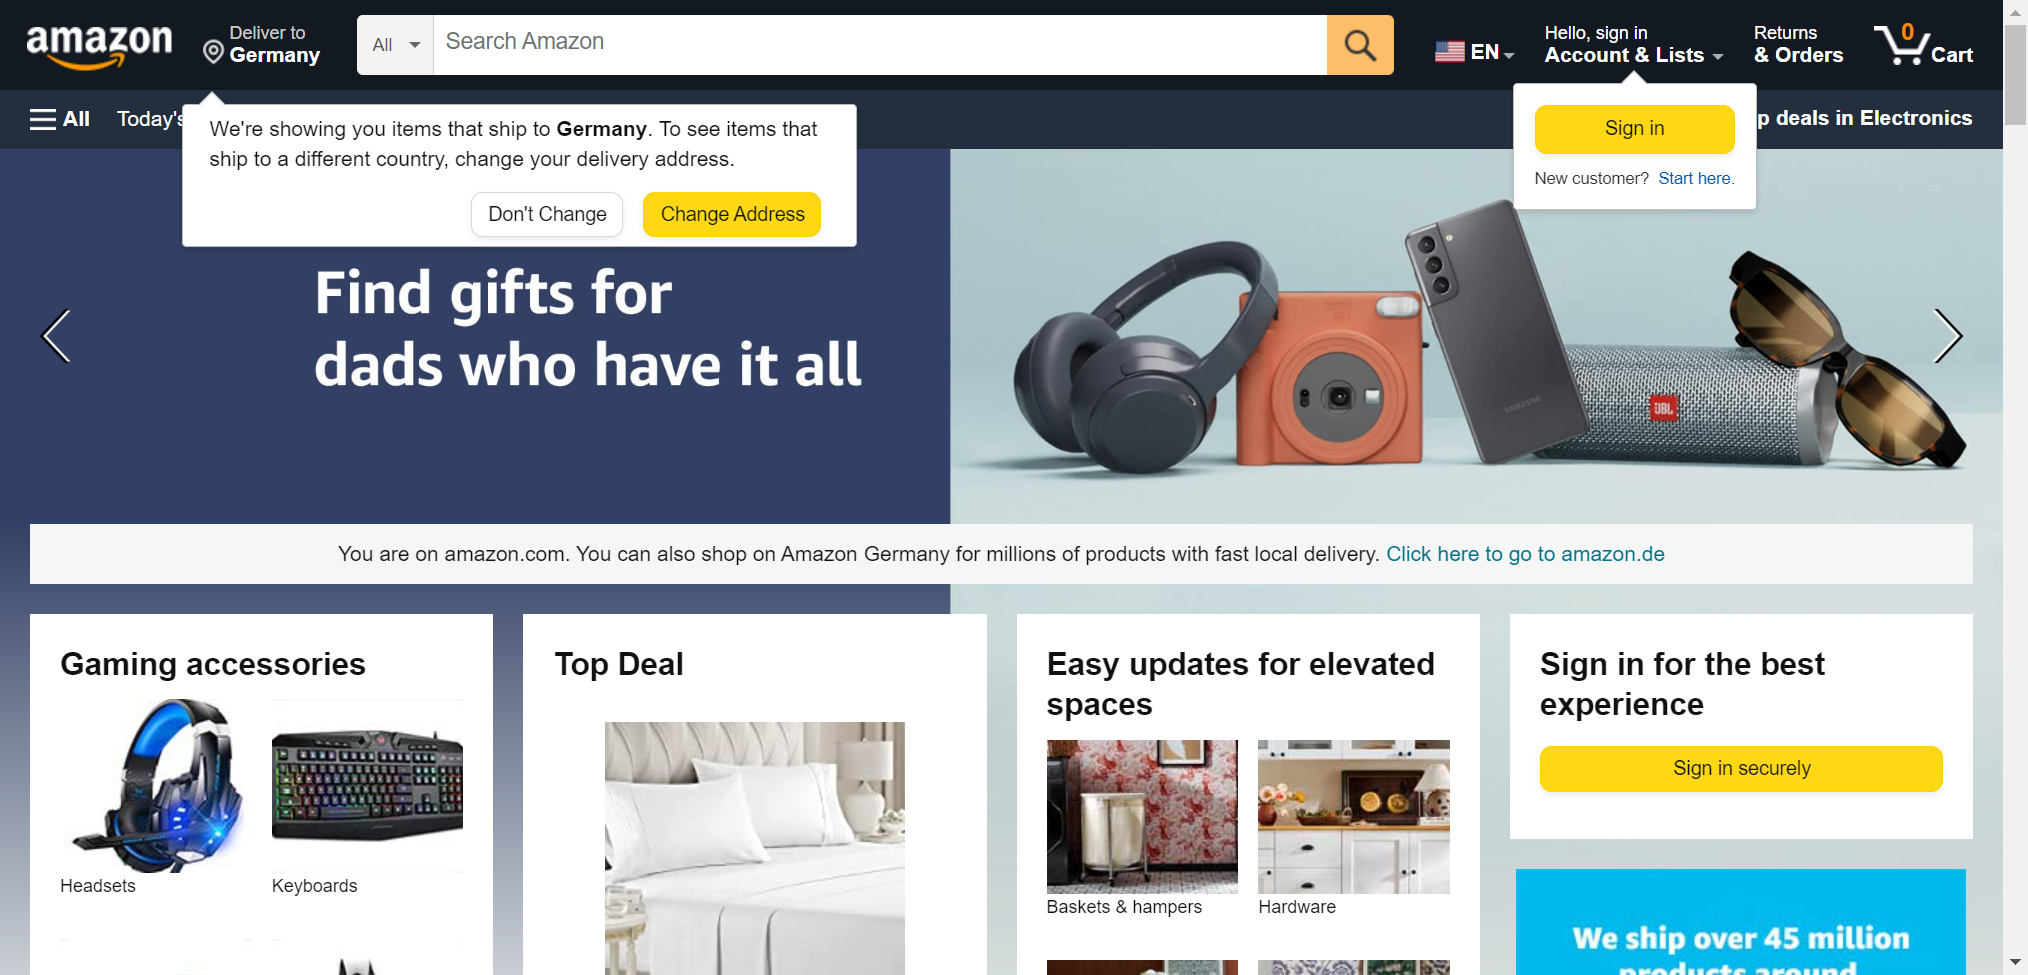 amazon
Deliver to
Germany
All
Search Amazon
EN
Hello, sign in
Account & Lists
Returns
& Orders
0
Cart
All
Today's
p deals in Electronics
We're showing you items that ship to Germany. To see items that
ship to a different country, change your delivery address.
Don't Change
Change Address
Sign in
New customer? Start here.
Find gifts for
dads who have it all
SAMSUNG
JBL
You are on amazon.com. You can also shop on Amazon Germany for millions of products with fast local delivery. Click here to go to amazon.de
Gaming accessories
Headsets
Keyboards
Top Deal
Easy updates for elevated
spaces
Baskets & hampers
Hardware
Sign in for the best
experience
Sign in securely
We ship over 45 million
products around